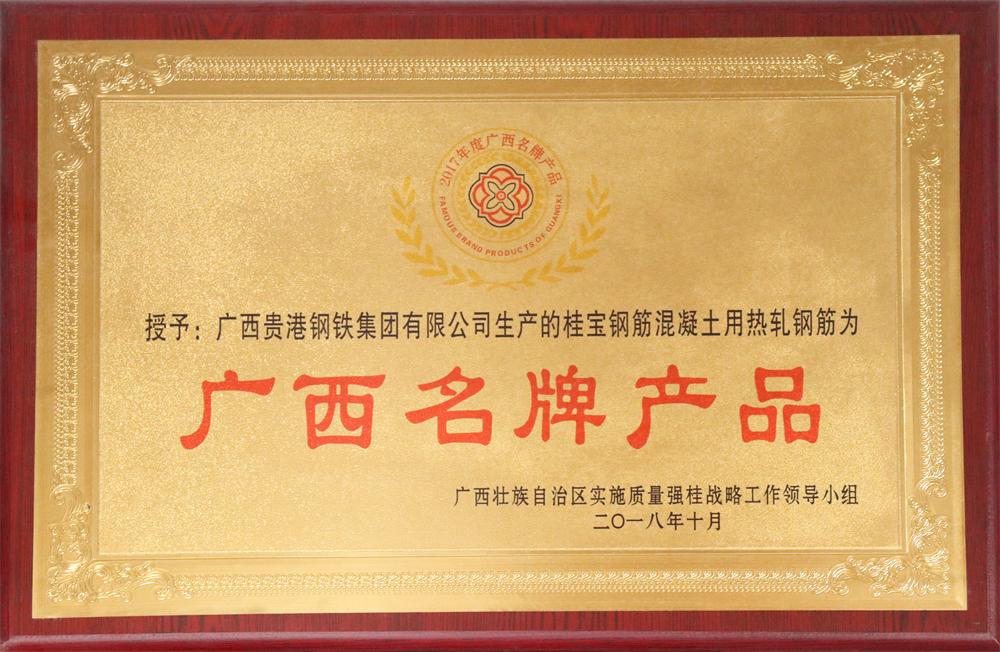 2017年度广西名牌产品
FAMOUS BRAND PRODUCTS OF GUANGXI
授予：广西贵港钢铁集团有限公司生产的桂宝钢筋混凝土用热轧钢筋为
广西名牌产品
广西壮族自治区实施质量强桂战略工作领导小组
二〇一八年十月